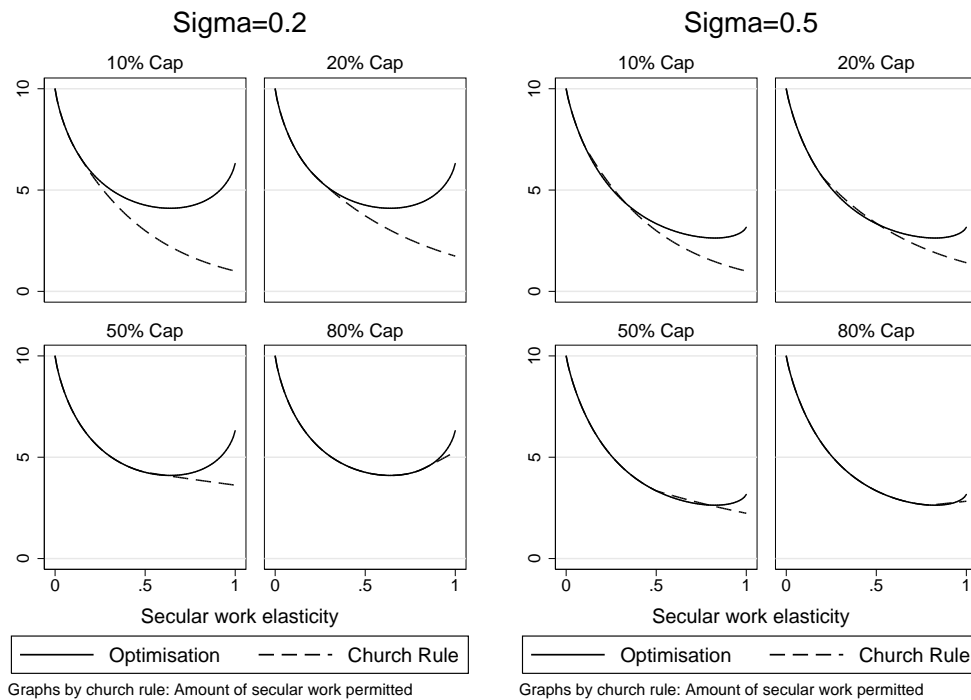 Sigma=0.2
10% Cap
20% Cap
10
5
0
50% Cap
80% Cap
10
5
0
0
.5
1
0
.5
1
Secular work elasticity
Optimisation
Church Rule
Graphs by church rule: Amount of secular work permitted
Sigma=0.5
10% Cap
20% Cap
10
5
0
50% Cap
80% Cap
10
5
0
0
.5
1
0
.5
1
Secular work elasticity
Optimisation
Church Rule
Graphs by church rule: Amount of secular work permitted